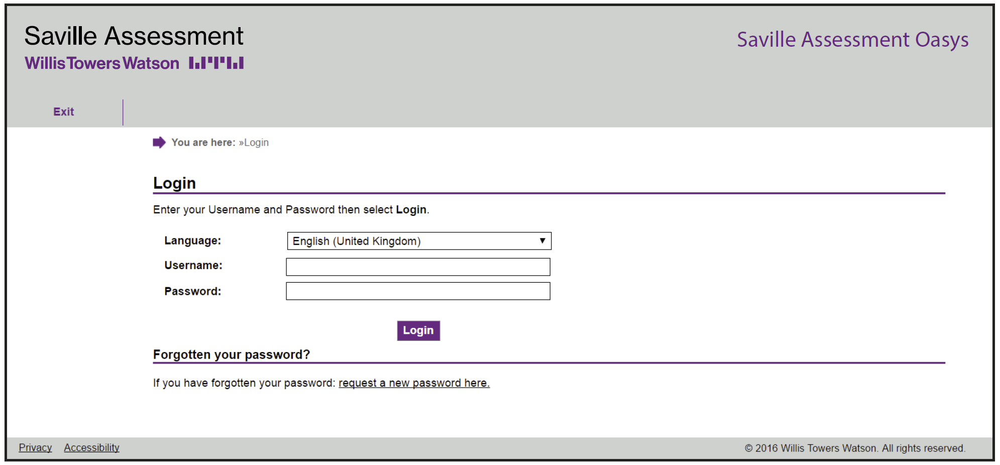 Saville Assessment
Saville Assessment Oasys
Willis Towers Watson
Exit
You are here: »Login
Login
Enter your Username and Password then select Login.
Language: English (United Kingdom)
Username:
Password:
Login
Forgotten your password?
If you have forgotten your password: request a new password here.
Privacy Accessibility © 2016 Willis Towers Watson. All rights reserved.